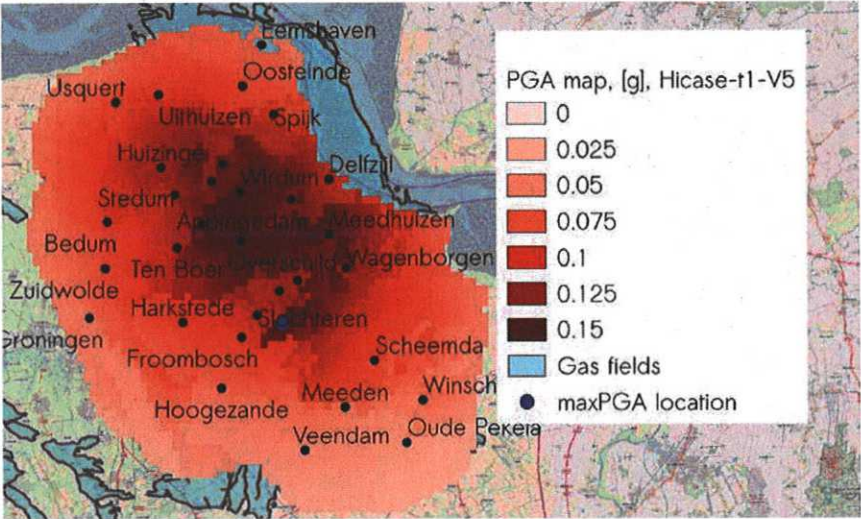 Eemshaven
Oosteinde
Usquert
Uithuizen
Spijk
Huizinge
Delfzijl
Wirdum
Stedum
Appingedam
Meedhuizen
Bedum
Ten Boer
Overschild
Wagenborgen
Zuidwolde
Harkstede
Slochteren
Groningen
Froombosch
Scheemda
Meeden
Winsch
Hoogezande
Veendam
Oude Pekela
PGA map, [g], Hicase-t1-V5
0
0.025
0.05
0.075
0.1
0.125
0.15
Gas fields
maxPGA location